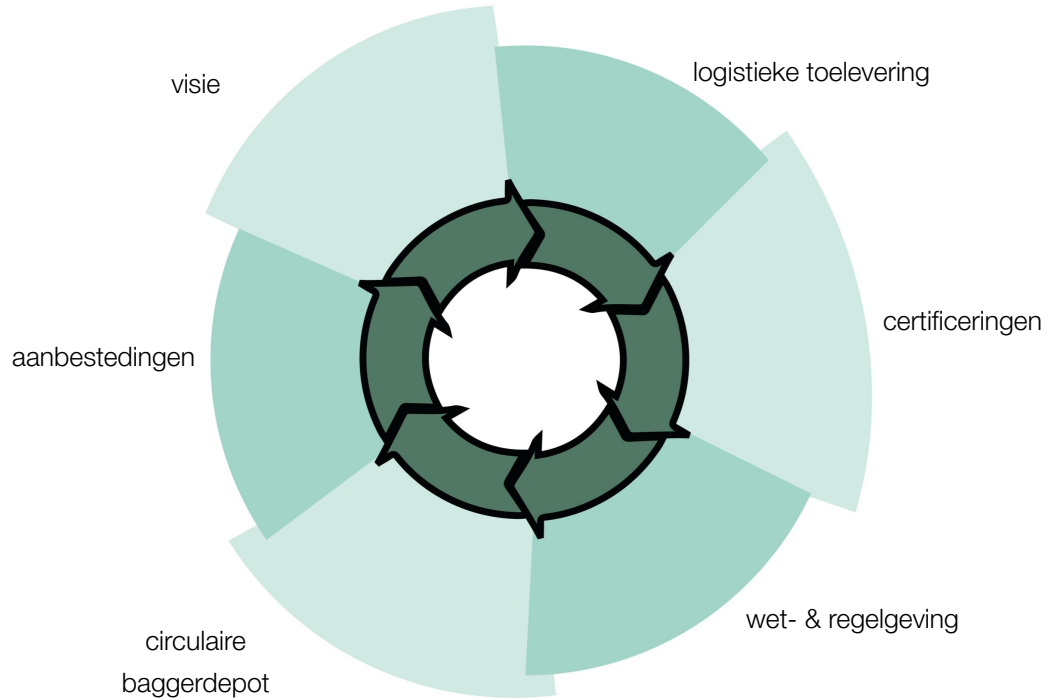 visie
logistieke toelevering
certificeringen
aanbestedingen
wet- & regelgeving
circulaire
baggerdepot